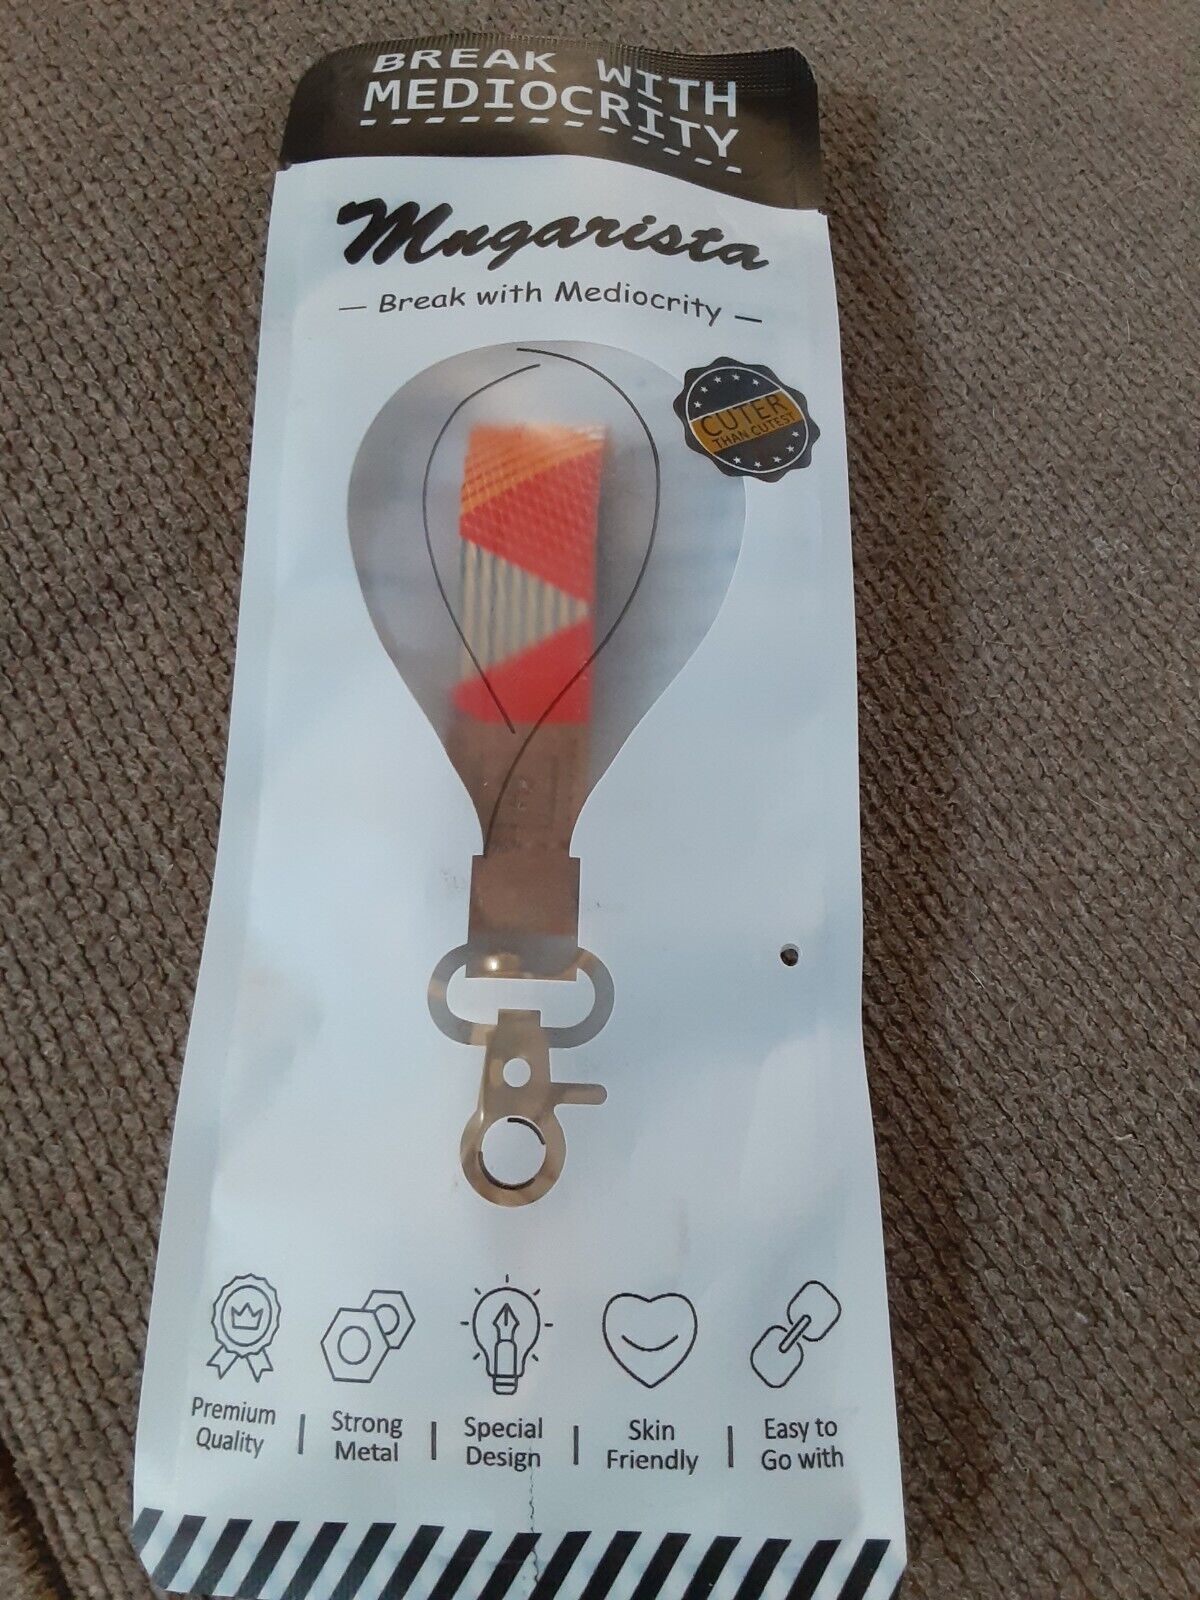 BREAK WITH
MEDIOCRITY
Mngarista
— Break with Mediocrity —
CUTER
THAN CUTEST
Premium
Quality
Strong
Metal
Special
Design
Skin
Friendly
Easy to
Go with